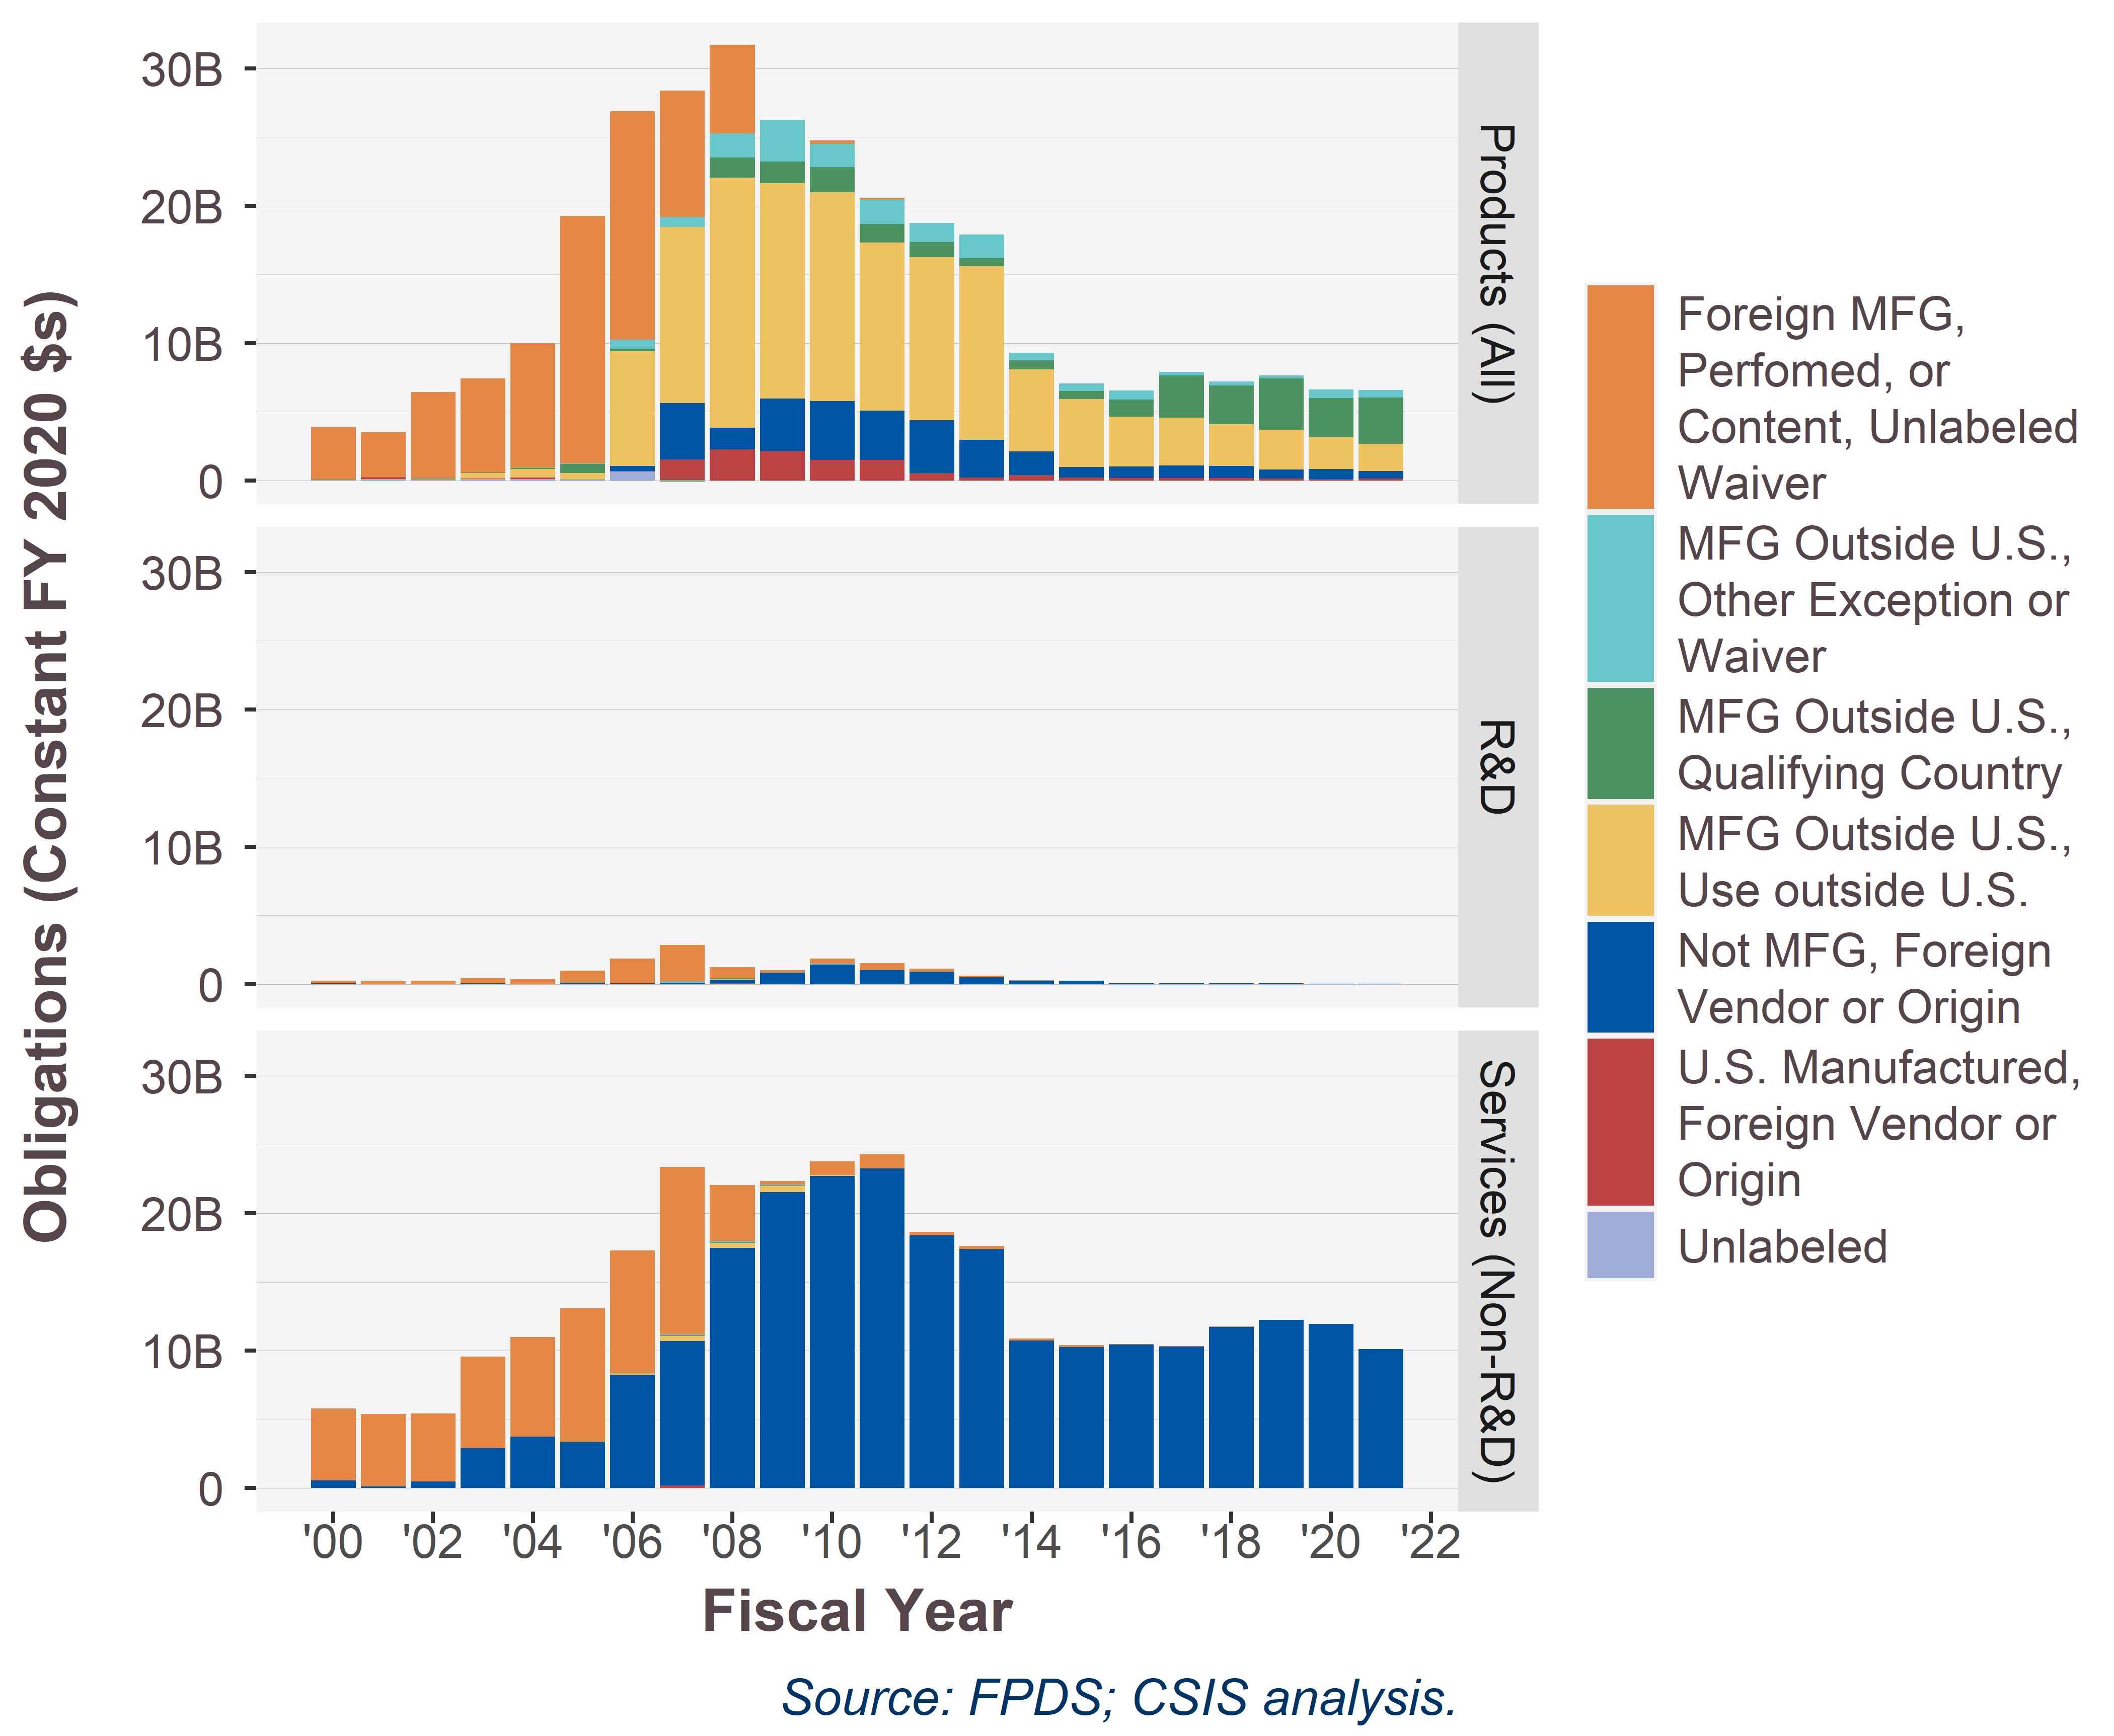 Obligations (Constant FY 2020 $s)
30B
20B
10B
0
Products (All)
30B
20B
10B
0
R&D
30B
20B
10B
0
Services (Non-R&D)
'00
'02
'04
'06
'08
'10
'12
'14
'16
'18
'20
'22
Fiscal Year
Foreign MFG,
Perfomed, or
Content, Unlabeled
Waiver
MFG Outside U.S.,
Other Exception or
Waiver
MFG Outside U.S.,
Qualifying Country
MFG Outside U.S.,
Use outside U.S.
Not MFG, Foreign
Vendor or Origin
U.S. Manufactured,
Foreign Vendor or
Origin
Unlabeled
Source: FPDS; CSIS analysis.